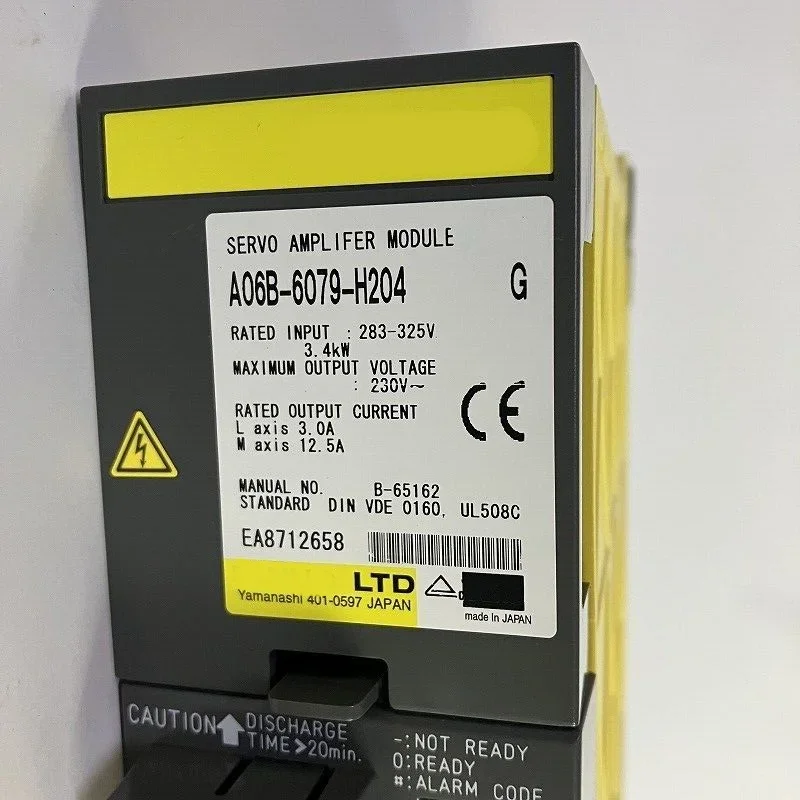 SERVO AMPLIFER MODULE
A06B-6079-H204 G
RATED INPUT : 283-325V
3.4kW
MAXIMUM OUTPUT VOLTAGE
: 230V~
RATED OUTPUT CURRENT
L axis 3.0A
M axis 12.5A
CE
MANUAL NO. B-65162
STANDARD DIN VDE 0160, UL508C
EA8712658
LTD
Yamanashi 401-0597 JAPAN
made in JAPAN
CAUTION DISCHARGE
TIME>20min.
-:NOT READY
0:READY
#:ALARM CODE